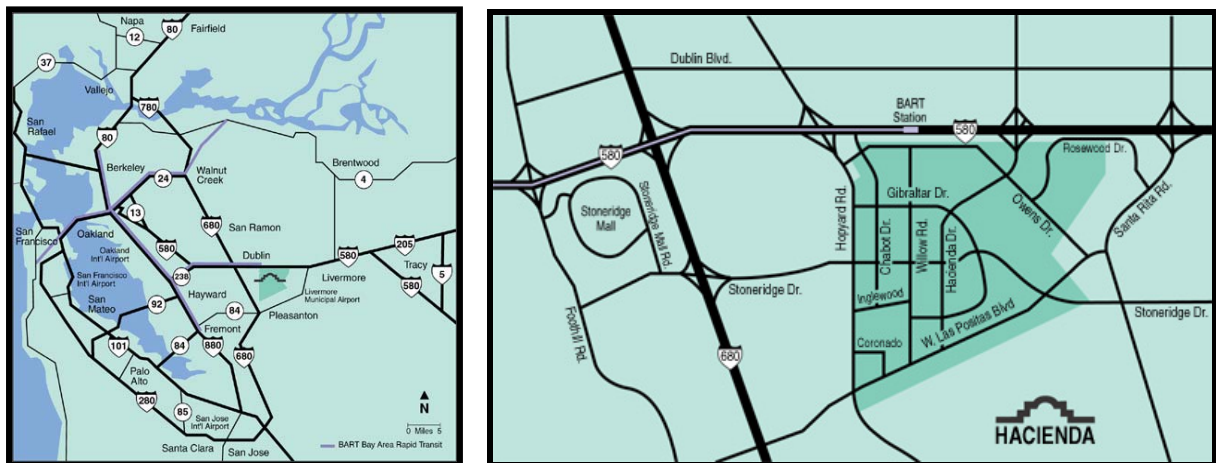 Napa
80
Fairfield
12
37
Vallejo
780
San
Rafael
80
Brentwood
Berkeley
Walnut
Creek
24
4
13
680
San Ramon
San
Francisco
Oakland
205
Oakland
Int'l Airport
580
Dublin
580
Tracy
5
238
San Francisco
Int'l Airport
Livermore
580
Hayward
Livermore
Municipal Airport
San
Mateo
92
84
Pleasanton
Fremont
101
84
880
680
Palo
Alto
N
280
85
San Jose
Int'l Airport
0 Miles 5
Santa Clara
San Jose
BART Bay Area Rapid Transit
Dublin Blvd.
BART
Station
580
580
Rosewood Dr.
Stoneridge
Mall
Stoneridge Mall Rd.
Hopyard Rd.
Gibraltar Dr.
Owens Dr.
Santa Rita Rd.
Chabot Dr.
Willow Rd.
Hacienda Dr.
Stoneridge Dr.
Inglewood
Stoneridge Dr.
W. Las Positas Blvd
Foothill Rd.
Coronado
680
HACIENDA